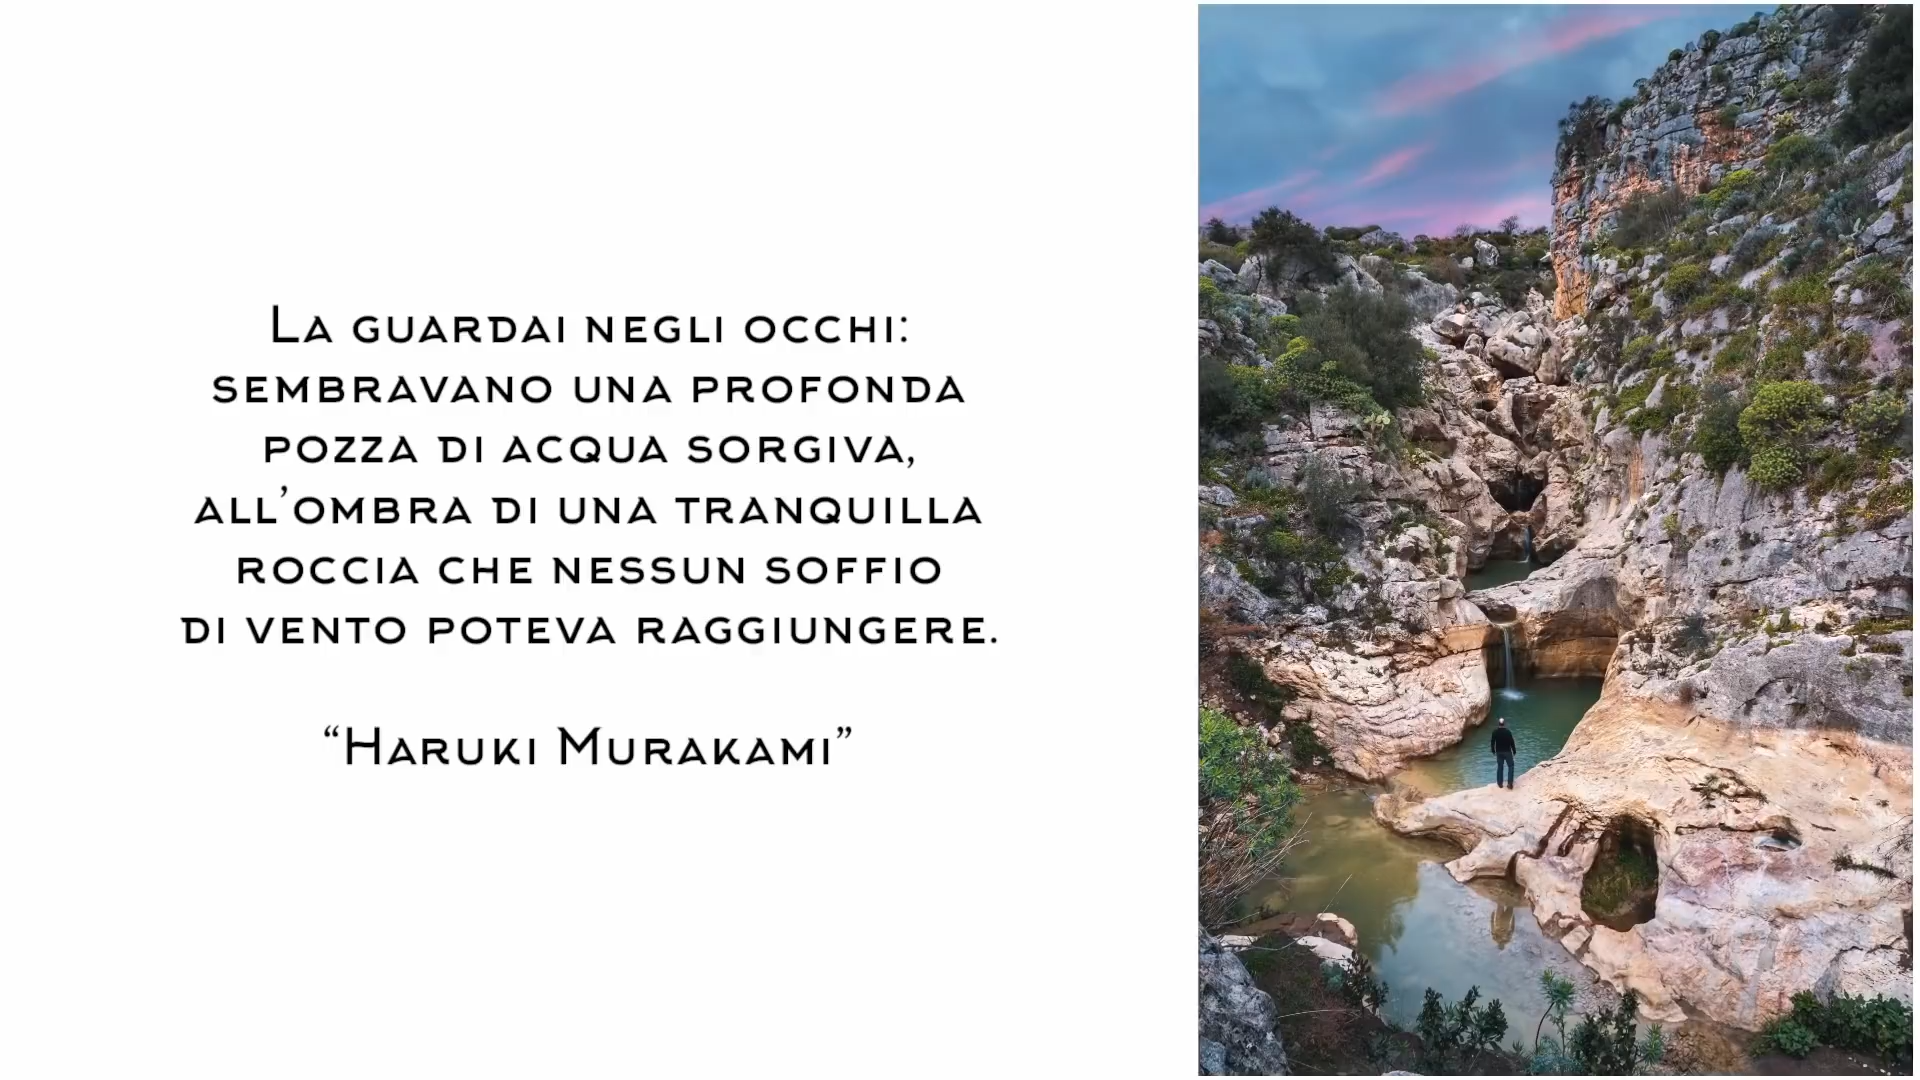 La guardai negli occhi:
sembravano una profonda
pozza di acqua sorgiva,
all’ombra di una tranquilla
roccia che nessun soffio
di vento poteva raggiungere.
“Haruki Murakami”